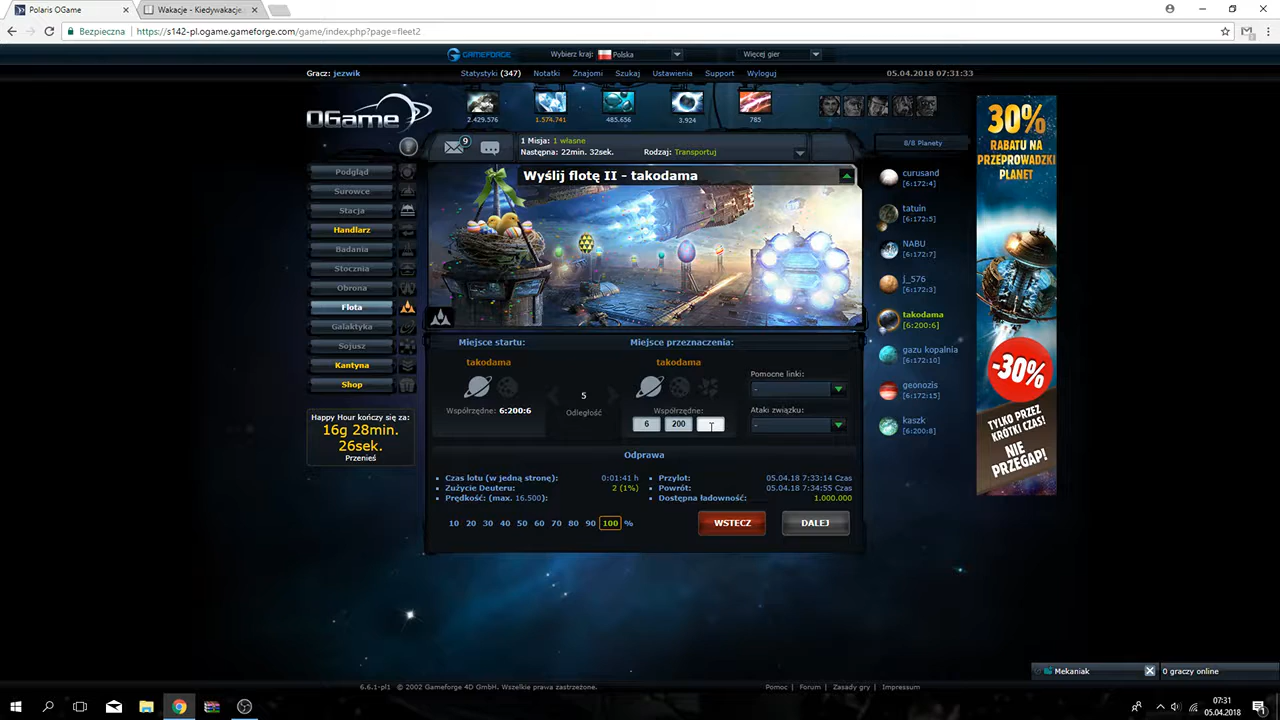 Polaris OGame
Wakacje - Kiedywakacje.
Bezpieczna
https://s142-pl.ogame.gameforge.com/game/index.php?page=fleet2
GAMEFORGE
Wybierz kraj:
Polska
Więcej gier
Gracz: jezwik
Statystyki (347)
Notatki
Znajomi
Szukaj
Ustawienia
Support
Wyloguj
05.04.2018 07:31:33
OGame
2.429.576
1.574.741
485.656
3.924
785
9
1 Misja: 1 własne
Następna: 22min. 32sek.
Rodzaj: Transportuj
8/8 Planety
Podgląd
Surowce
Stacja
Handlarz
Badania
Stocznia
Obrona
Flota
Galaktyka
Sojusz
Kantyna
Shop
Happy Hour kończy się za:
16g 28min.
26sek.
Przenieś
Wyślij flotę II - takodama
Miejsce startu:
takodama
Współrzędne: 6:200:6
5
Odległość
Miejsce przeznaczenia:
takodama
Współrzędne:
6
200
Pomocne linki:
-
Ataki związku:
-
Odprawa
Czas lotu (w jedną stronę):
0:01:41 h
Zużycie Deuteru:
2 (1%)
Prędkość: (max. 16.500):
Przylot:
05.04.18 7:33:14 Czas
Powrót:
05.04.18 7:34:55 Czas
Dostępna ładowność:
1.000.000
10 20 30 40 50 60 70 80 90 100 %
WSTECZ
DALEJ
curusand
[6:172:4]
tatuin
[6:172:5]
NABU
[6:172:7]
j_576
[6:172:3]
takodama
[6:200:6]
gazu kopalnia
[6:172:10]
geonozis
[6:172:15]
kaszk
[6:200:8]
30%
RABATU NA
PRZEPROWADZKI
PLANET
-30%
TYLKO PRZEZ
KRÓTKI CZAS!
NIE
PRZEGAP!
Mekaniak
0 graczy online
6.6.1-pl1 © 2002 Gameforge 4D GmbH. Wszelkie prawa zastrzeżone.
Pomoc | Forum | Zasady gry | Impressum
07:31
05.04.2018
1